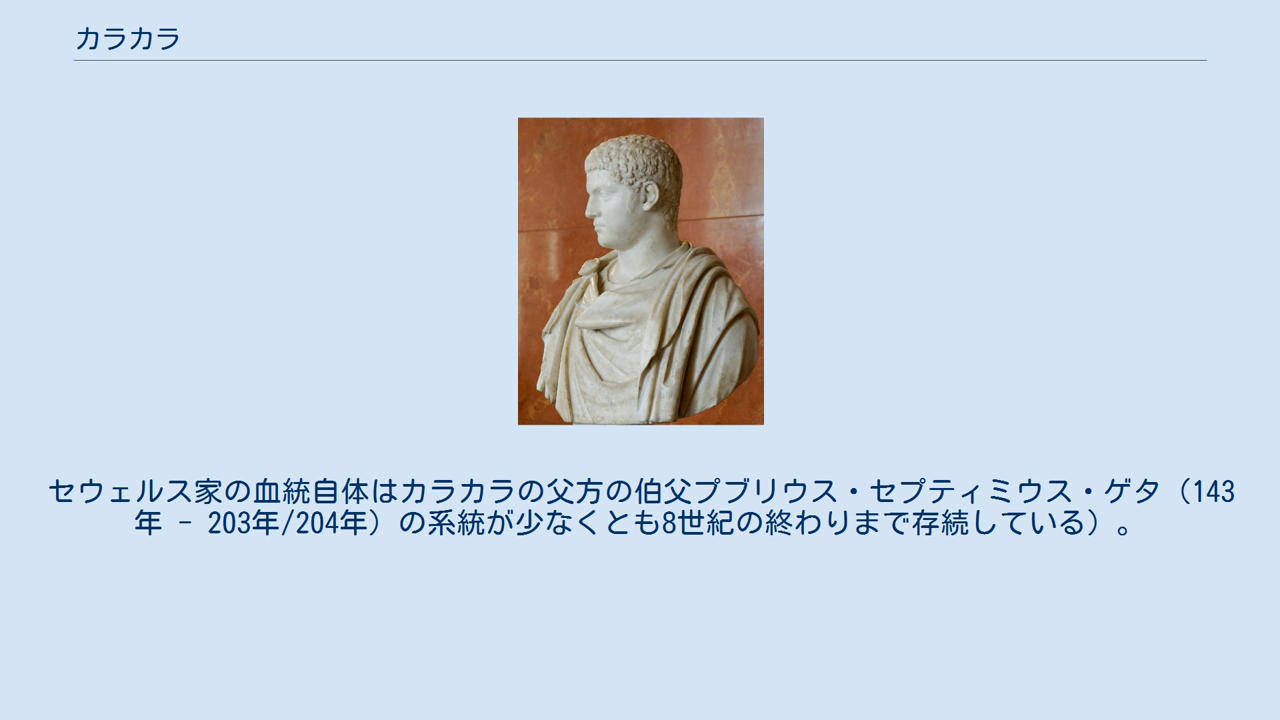 カラカラ
セウェルス家の血統自体はカラカラの父方の伯父プブリウス・セプティミウス・ゲタ（143
年 - 203年/204年）の系統が少なくとも8世紀の終わりまで存続している）。